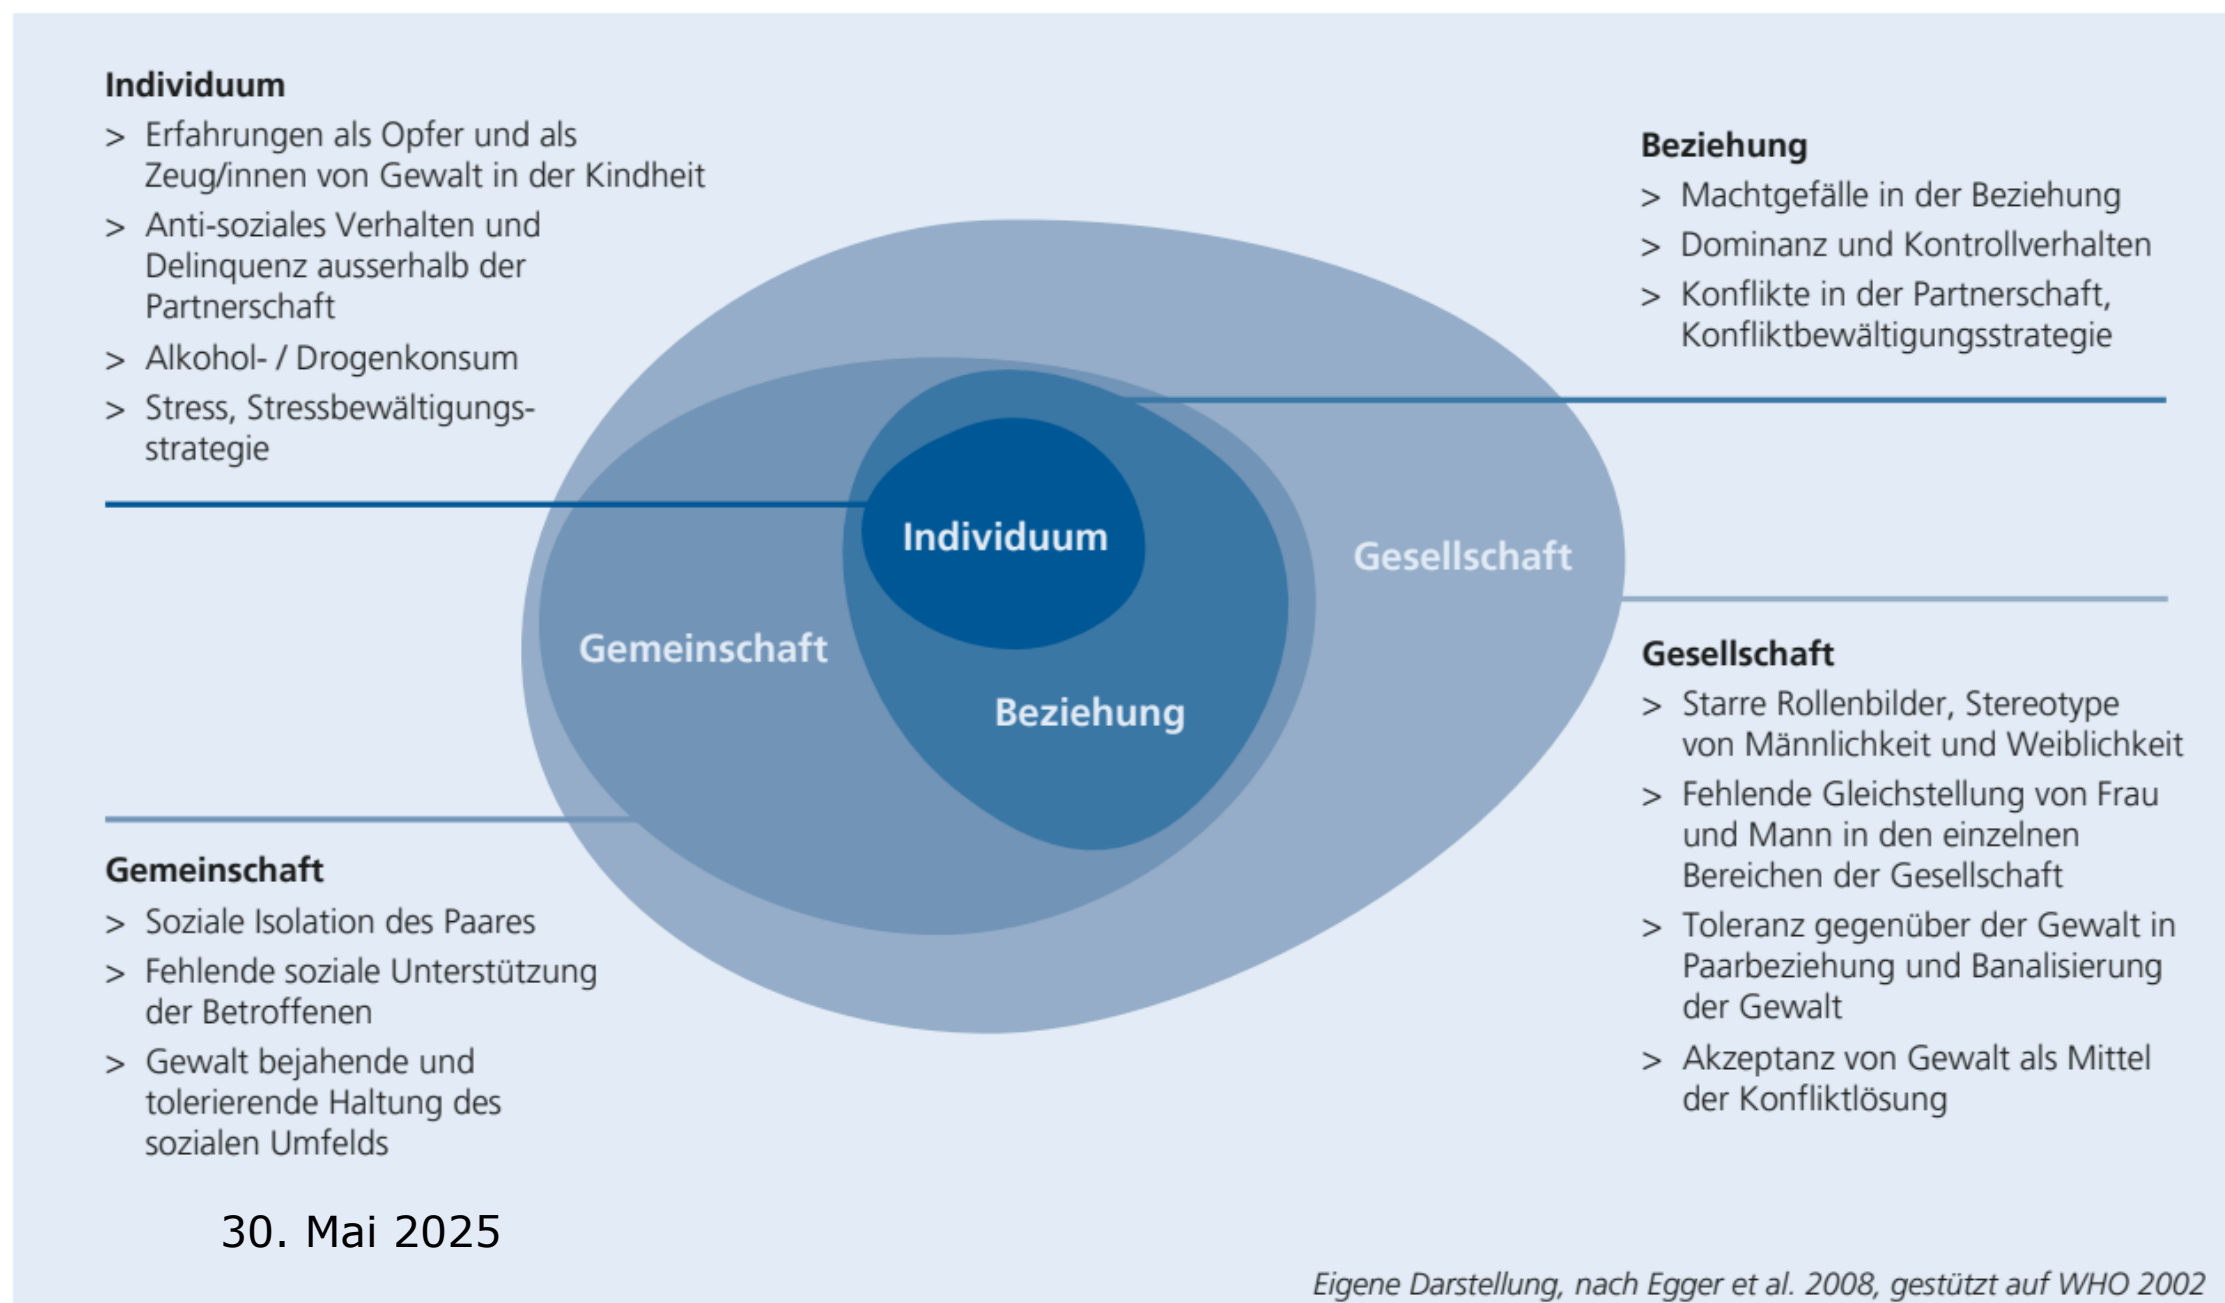 Individuum
> Erfahrungen als Opfer und als
Zeug/innen von Gewalt in der Kindheit
> Anti-soziales Verhalten und
Delinquenz ausserhalb der
Partnerschaft
> Alkohol- / Drogenkonsum
> Stress, Stressbewältigungs-
strategie
Beziehung
> Machtgefälle in der Beziehung
> Dominanz und Kontrollverhalten
> Konflikte in der Partnerschaft,
Konfliktbewältigungsstrategie
Individuum
Gesellschaft
Gemeinschaft
Beziehung
Gemeinschaft
> Soziale Isolation des Paares
> Fehlende soziale Unterstützung
der Betroffenen
> Gewalt bejahende und
tolerierende Haltung des
sozialen Umfelds
Gesellschaft
> Starre Rollenbilder, Stereotype
von Männlichkeit und Weiblichkeit
> Fehlende Gleichstellung von Frau
und Mann in den einzelnen
Bereichen der Gesellschaft
> Toleranz gegenüber der Gewalt in
Paarbeziehung und Banalisierung
der Gewalt
> Akzeptanz von Gewalt als Mittel
der Konfliktlösung
30. Mai 2025
Eigene Darstellung, nach Egger et al. 2008, gestützt auf WHO 2002